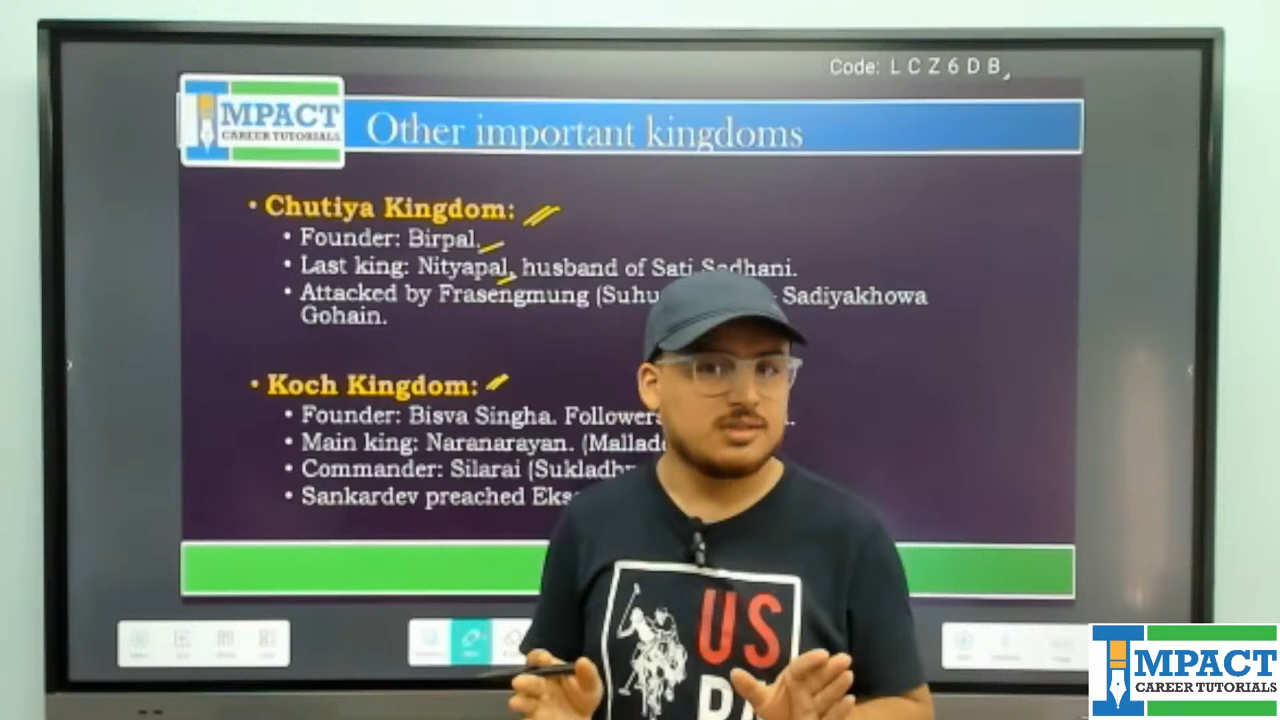 Code: L C Z 6 D B
IMPACT
CAREER TUTORIALS
Other important kingdoms
• Chutiya Kingdom:
• Founder: Birpal.
• Last king: Nityapal, husband of Sati Sadhani.
• Attacked by Frasengmung (Suhu Sadiyakhowa
Gohain.
• Koch Kingdom:
• Founder: Bisva Singha. Followers
• Main king: Naranarayan. (Mallade
• Commander: Silarai (Sukladh
• Sankardev preached Eks
US
PA
IMPACT
CAREER TUTORIALS